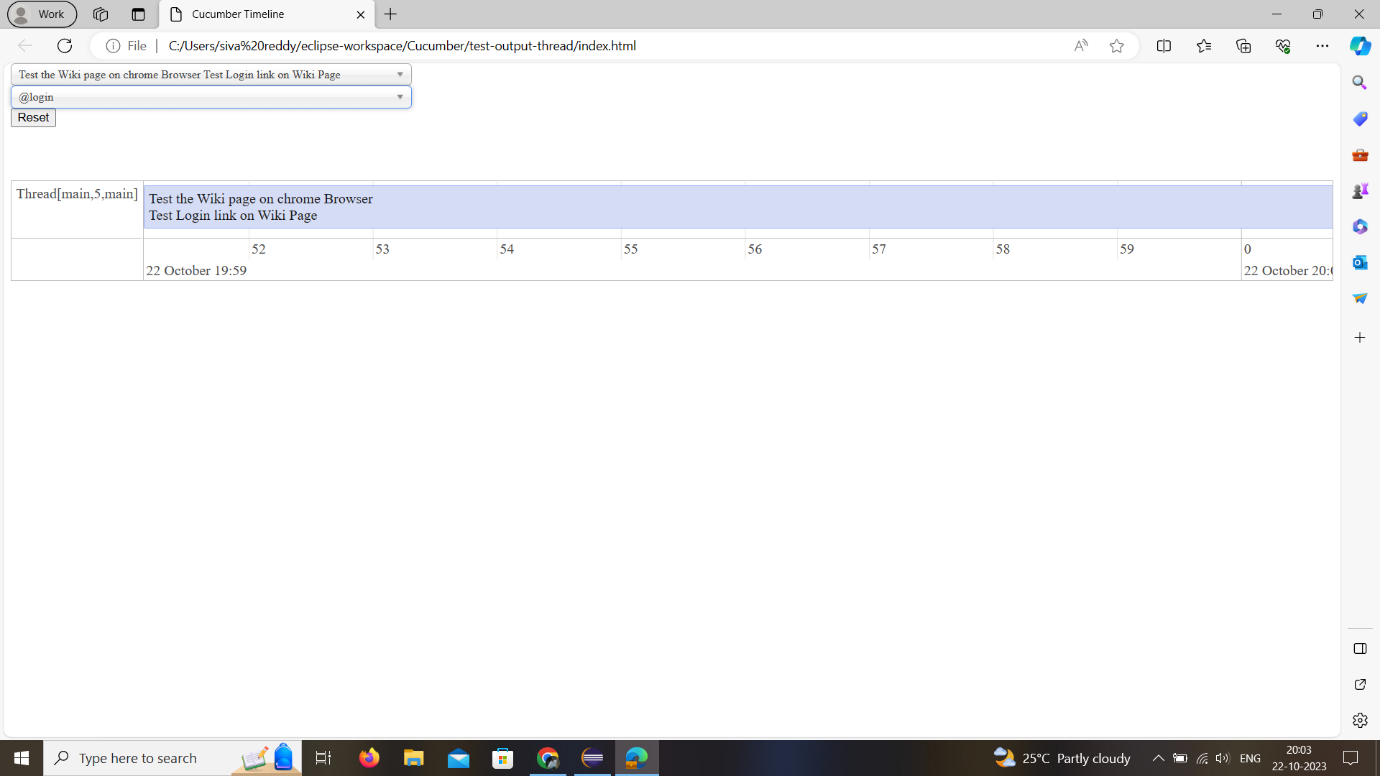 Work
Cucumber Timeline
File | C:/Users/siva%20reddy/eclipse-workspace/Cucumber/test-output-thread/index.html
Test the Wiki page on chrome Browser Test Login link on Wiki Page
@login
Reset
Thread[main,5,main]
Test the Wiki page on chrome Browser
Test Login link on Wiki Page
52 53 54 55 56 57 58 59 0
22 October 19:59
22 October 20:
Type here to search
25°C Partly cloudy
ENG
20:03
22-10-2023